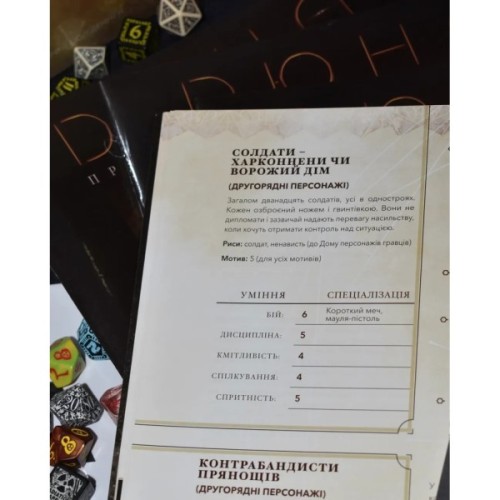 СОЛДАТИ –
ХАРКОННЕНИ ЧИ
ВОРОЖИЙ ДІМ
(ДРУГОРЯДНІ ПЕРСОНАЖІ)
Загалом дванадцять солдатів, усі в одностроях.
Кожен озброєний ножем і гвинтівкою. Вони не
дипломати і зазвичай надають перевагу насильству,
коли хочуть отримати контроль над ситуацією.
Риси: солдат, ненависть (до Дому персонажів гравців)
Мотив: 5 (для усіх мотивів)
УМІННЯ СПЕЦІАЛІЗАЦІЯ
БІЙ: 6 Короткий меч,
мауля-пістоль
ДИСЦИПЛІНА: 5
КМІТЛИВІСТЬ: 4
СПІЛКУВАННЯ: 4
СПРИТНІСТЬ: 5
КОНТРАБАНДИСТИ
ПРЯНОЩІВ
(ДРУГОРЯДНІ ПЕРСОНАЖІ)